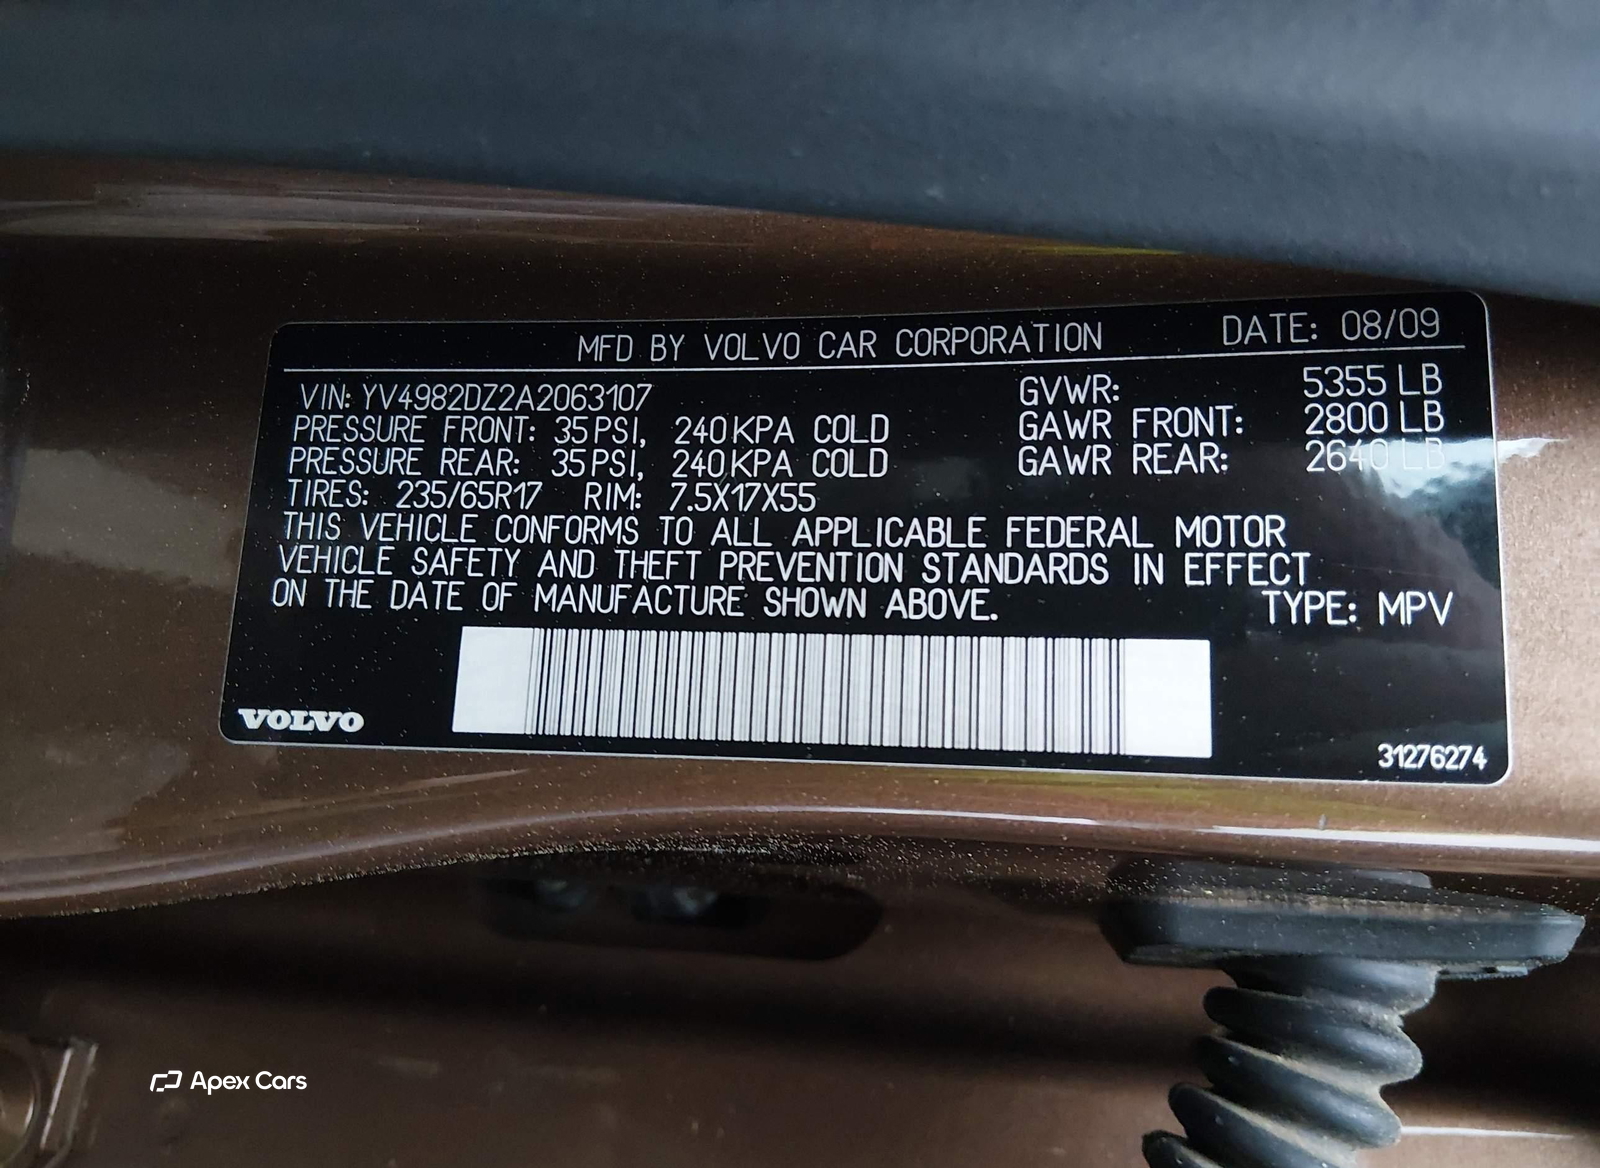 MFD BY VOLVO CAR CORPORATION DATE: 08/09
VIN: YV4982DZ2A2063107 GVWR: 5355 LB
PRESSURE FRONT: 35 PSI, 240 KPA COLD GAWR FRONT: 2800 LB
PRESSURE REAR: 35 PSI, 240 KPA COLD GAWR REAR: 2640 LB
TIRES: 235/65R17 RIM: 7.5X17X55
THIS VEHICLE CONFORMS TO ALL APPLICABLE FEDERAL MOTOR
VEHICLE SAFETY AND THEFT PREVENTION STANDARDS IN EFFECT
ON THE DATE OF MANUFACTURE SHOWN ABOVE. TYPE: MPV
VOLVO
31276274
Apex Cars